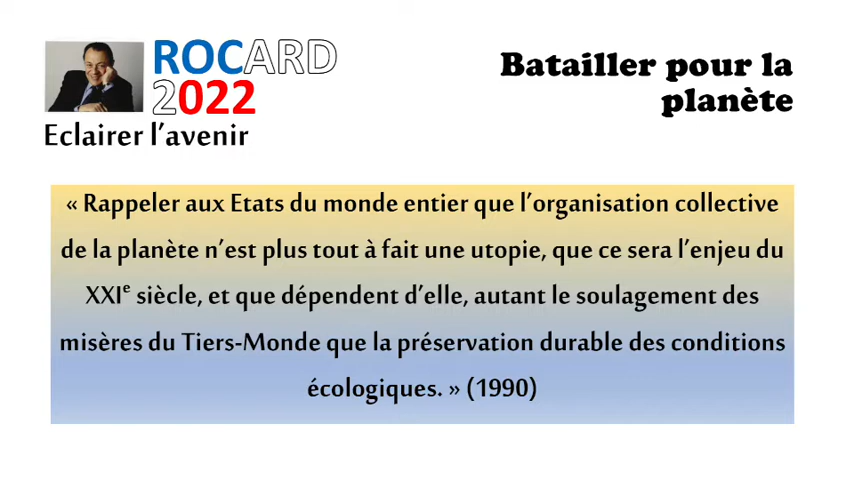 ROCARD
2022
Eclairer l’avenir
Batailler pour la
planète
« Rappeler aux Etats du monde entier que l’organisation collective
de la planète n’est plus tout à fait une utopie, que ce sera l’enjeu du
XXIe siècle, et que dépendent d’elle, autant le soulagement des
misères du Tiers-Monde que la préservation durable des conditions
écologiques. » (1990)